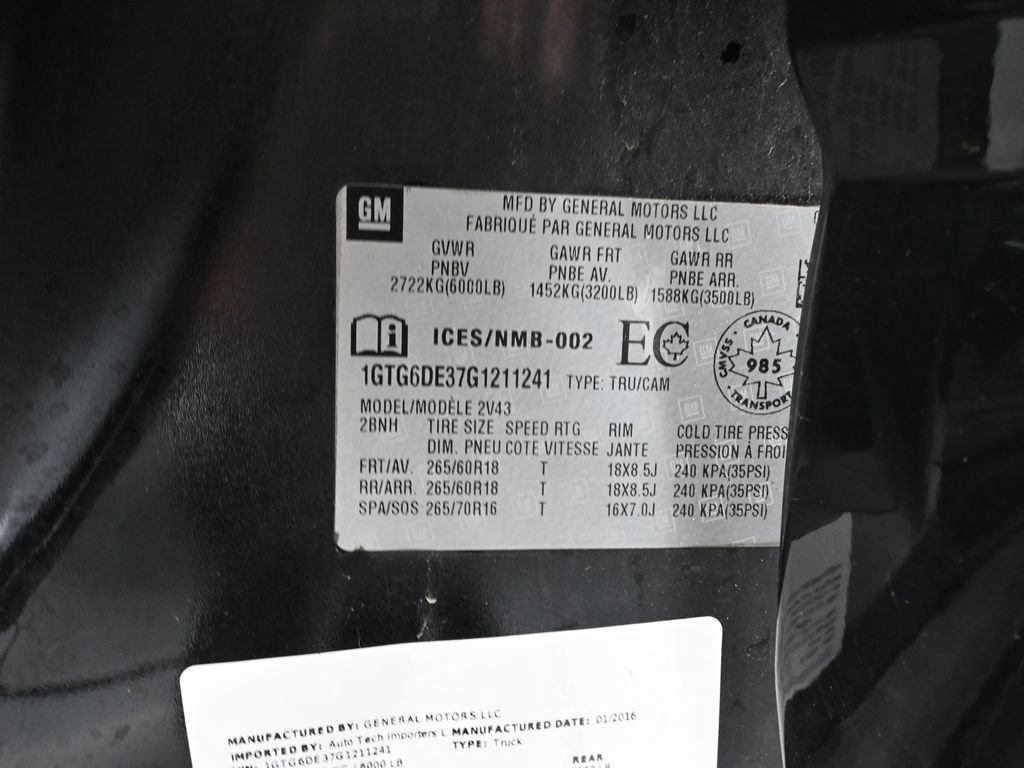 GM
MFD BY GENERAL MOTORS LLC
FABRIQUÉ PAR GENERAL MOTORS LLC
GVWR GAWR FRT GAWR RR
PNBV PNBE AV. PNBE ARR.
2722KG(6000LB) 1452KG(3200LB) 1588KG(3500LB)
i ICES/NMB-002 EC
CANADA
CMVSS 985
TRANSPORT
1GTG6DE37G1211241 TYPE: TRU/CAM
MODEL/MODÈLE 2V43
2BNH TIRE SIZE SPEED RTG RIM COLD TIRE PRESS
DIM. PNEU COTE VITESSE JANTE PRESSION À FROI
FRT/AV. 265/60R18 T 18X8.5J 240 KPA(35PSI)
RR/ARR. 265/60R18 T 18X8.5J 240 KPA(35PSI)
SPA/SOS 265/70R16 T 16X7.0J 240 KPA(35PSI)
MANUFACTURED BY: GENERAL MOTORS LLC
IMPORTED BY: Auto Tech Importers L MANUFACTURED DATE: 01/2016
1GTG6DE37G1211241 TYPE: Truck
REAR